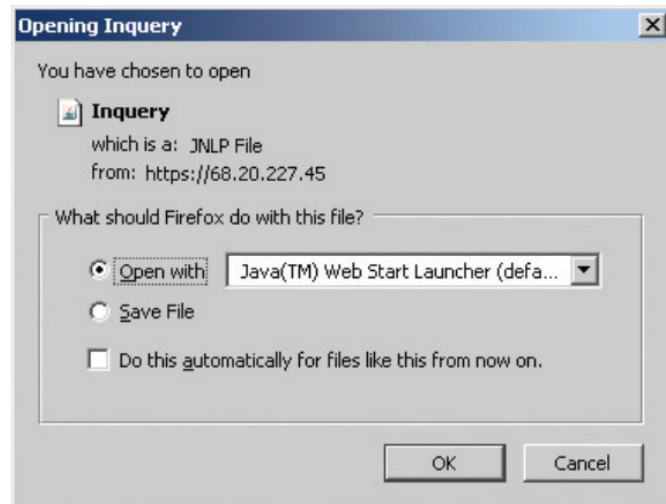 Opening Inquery
You have chosen to open
Inquery
which is a: JNLP File
from: https://68.20.227.45
What should Firefox do with this file?
Open with Java(TM) Web Start Launcher (defa...
Save File
Do this automatically for files like this from now on.
OK Cancel